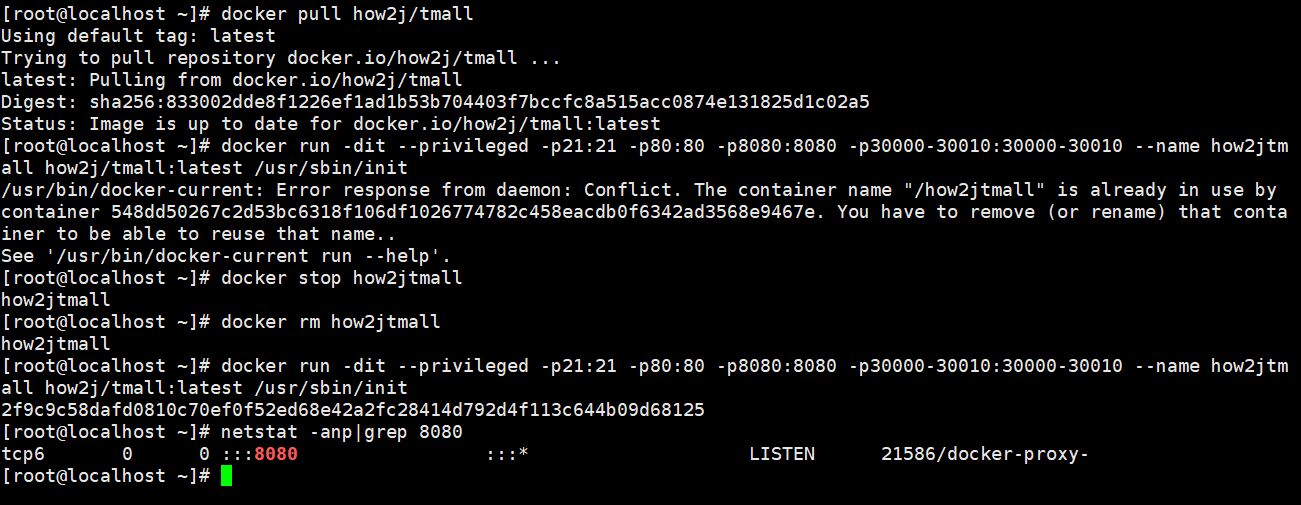 [root@localhost ~]# docker pull how2j/tmall
Using default tag: latest
Trying to pull repository docker.io/how2j/tmall ...
latest: Pulling from docker.io/how2j/tmall
Digest: sha256:833002dde8f1226ef1ad1b53b704403f7bccfc8a515acc0874e131825d1c02a5
Status: Image is up to date for docker.io/how2j/tmall:latest
[root@localhost ~]# docker run -dit --privileged -p21:21 -p80:80 -p8080:8080 -p30000-30010:30000-30010 --name how2jtm
all how2j/tmall:latest /usr/sbin/init
/usr/bin/docker-current: Error response from daemon: Conflict. The container name "/how2jtmall" is already in use by
container 548dd50267c2d53bc6318f106df1026774782c458eacdb0f6342ad3568e9467e. You have to remove (or rename) that conta
iner to be able to reuse that name..
See '/usr/bin/docker-current run --help'.
[root@localhost ~]# docker stop how2jtmall
how2jtmall
[root@localhost ~]# docker rm how2jtmall
how2jtmall
[root@localhost ~]# docker run -dit --privileged -p21:21 -p80:80 -p8080:8080 -p30000-30010:30000-30010 --name how2jtm
all how2j/tmall:latest /usr/sbin/init
2f9c9c58dafd0810c70ef0f52ed68e42a2fc28414d792d4f113c644b09d68125
[root@localhost ~]# netstat -anp|grep 8080
tcp6       0      0 :::8080                 :::*                    LISTEN      21586/docker-proxy-
[root@localhost ~]#